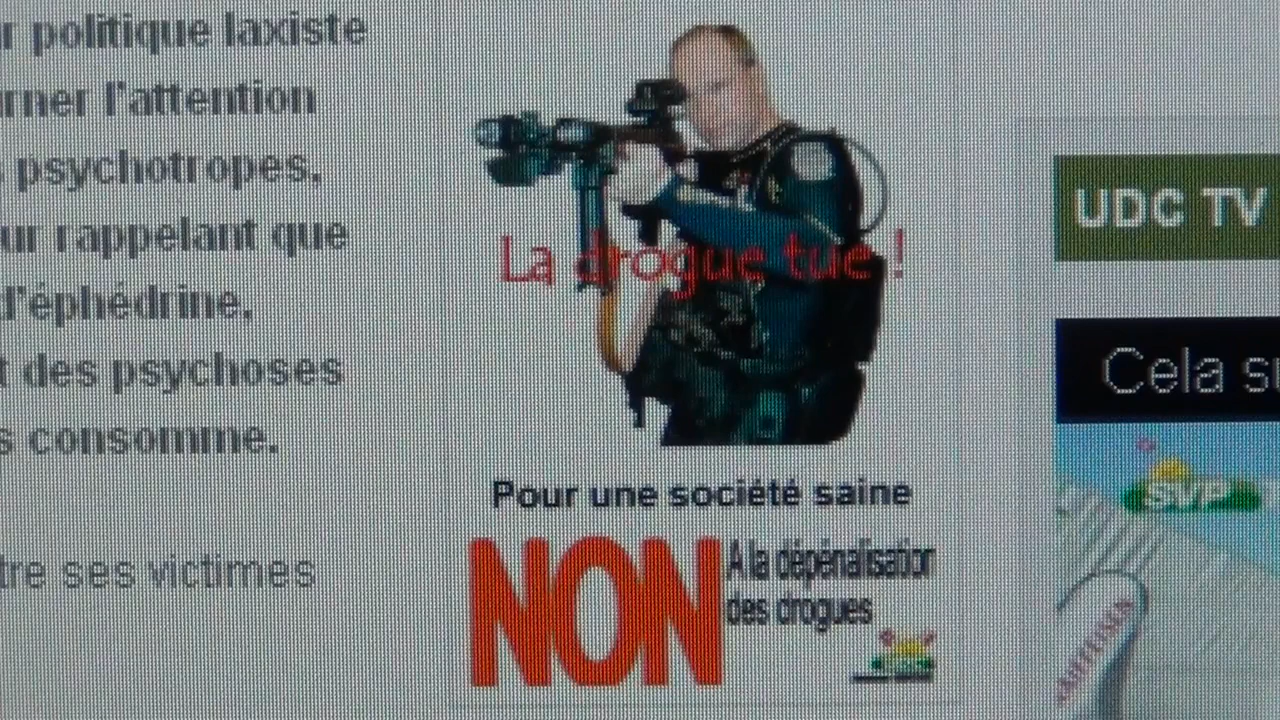 r politique laxiste
rner l'attention
psychotropes,
ur rappelant que
d'éphédrine,
t des psychoses
s consomme.
tre ses victimes
La drogue tue !
Pour une société saine
NON
A la dépénalisation
des drogues
UDC TV
Cela su
SVP